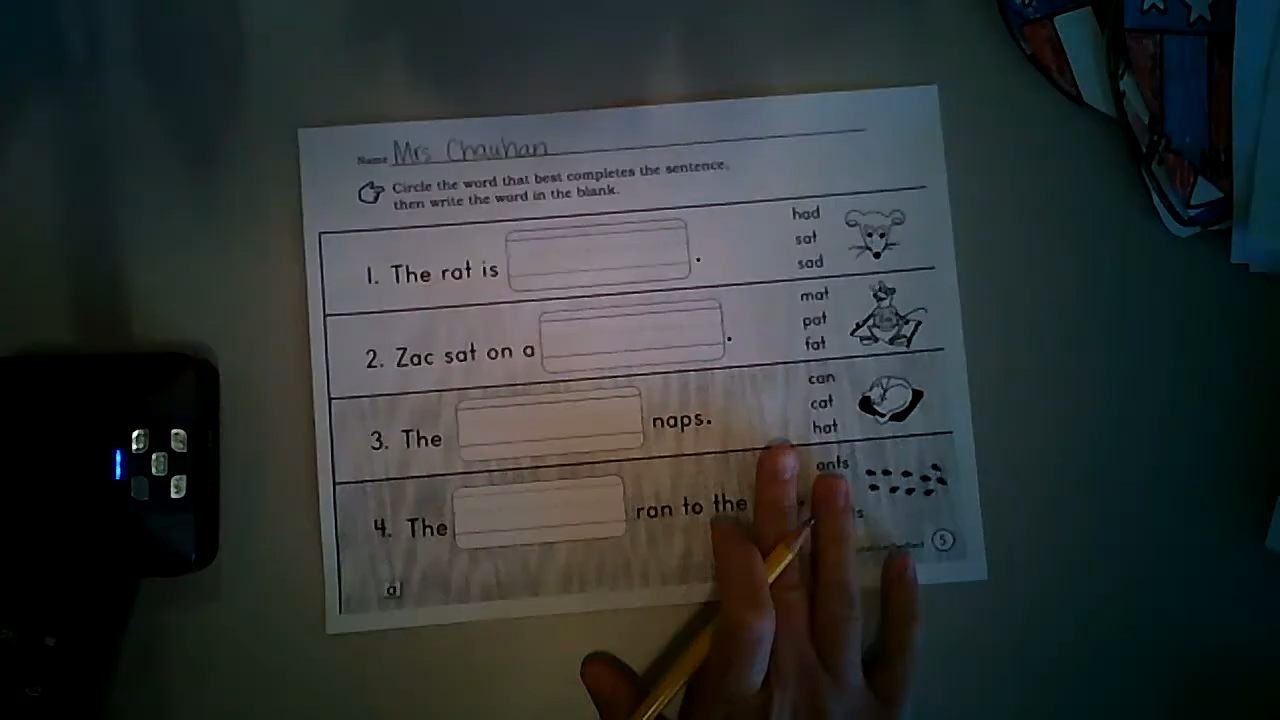 Name Mrs Chauhan
Circle the word that best completes the sentence,
then write the word in the blank.
1. The rat is .
had
sat
sad
2. Zac sat on a .
mat
pat
fat
3. The naps.
can
cat
hat
4. The ran to the
ants
a
5